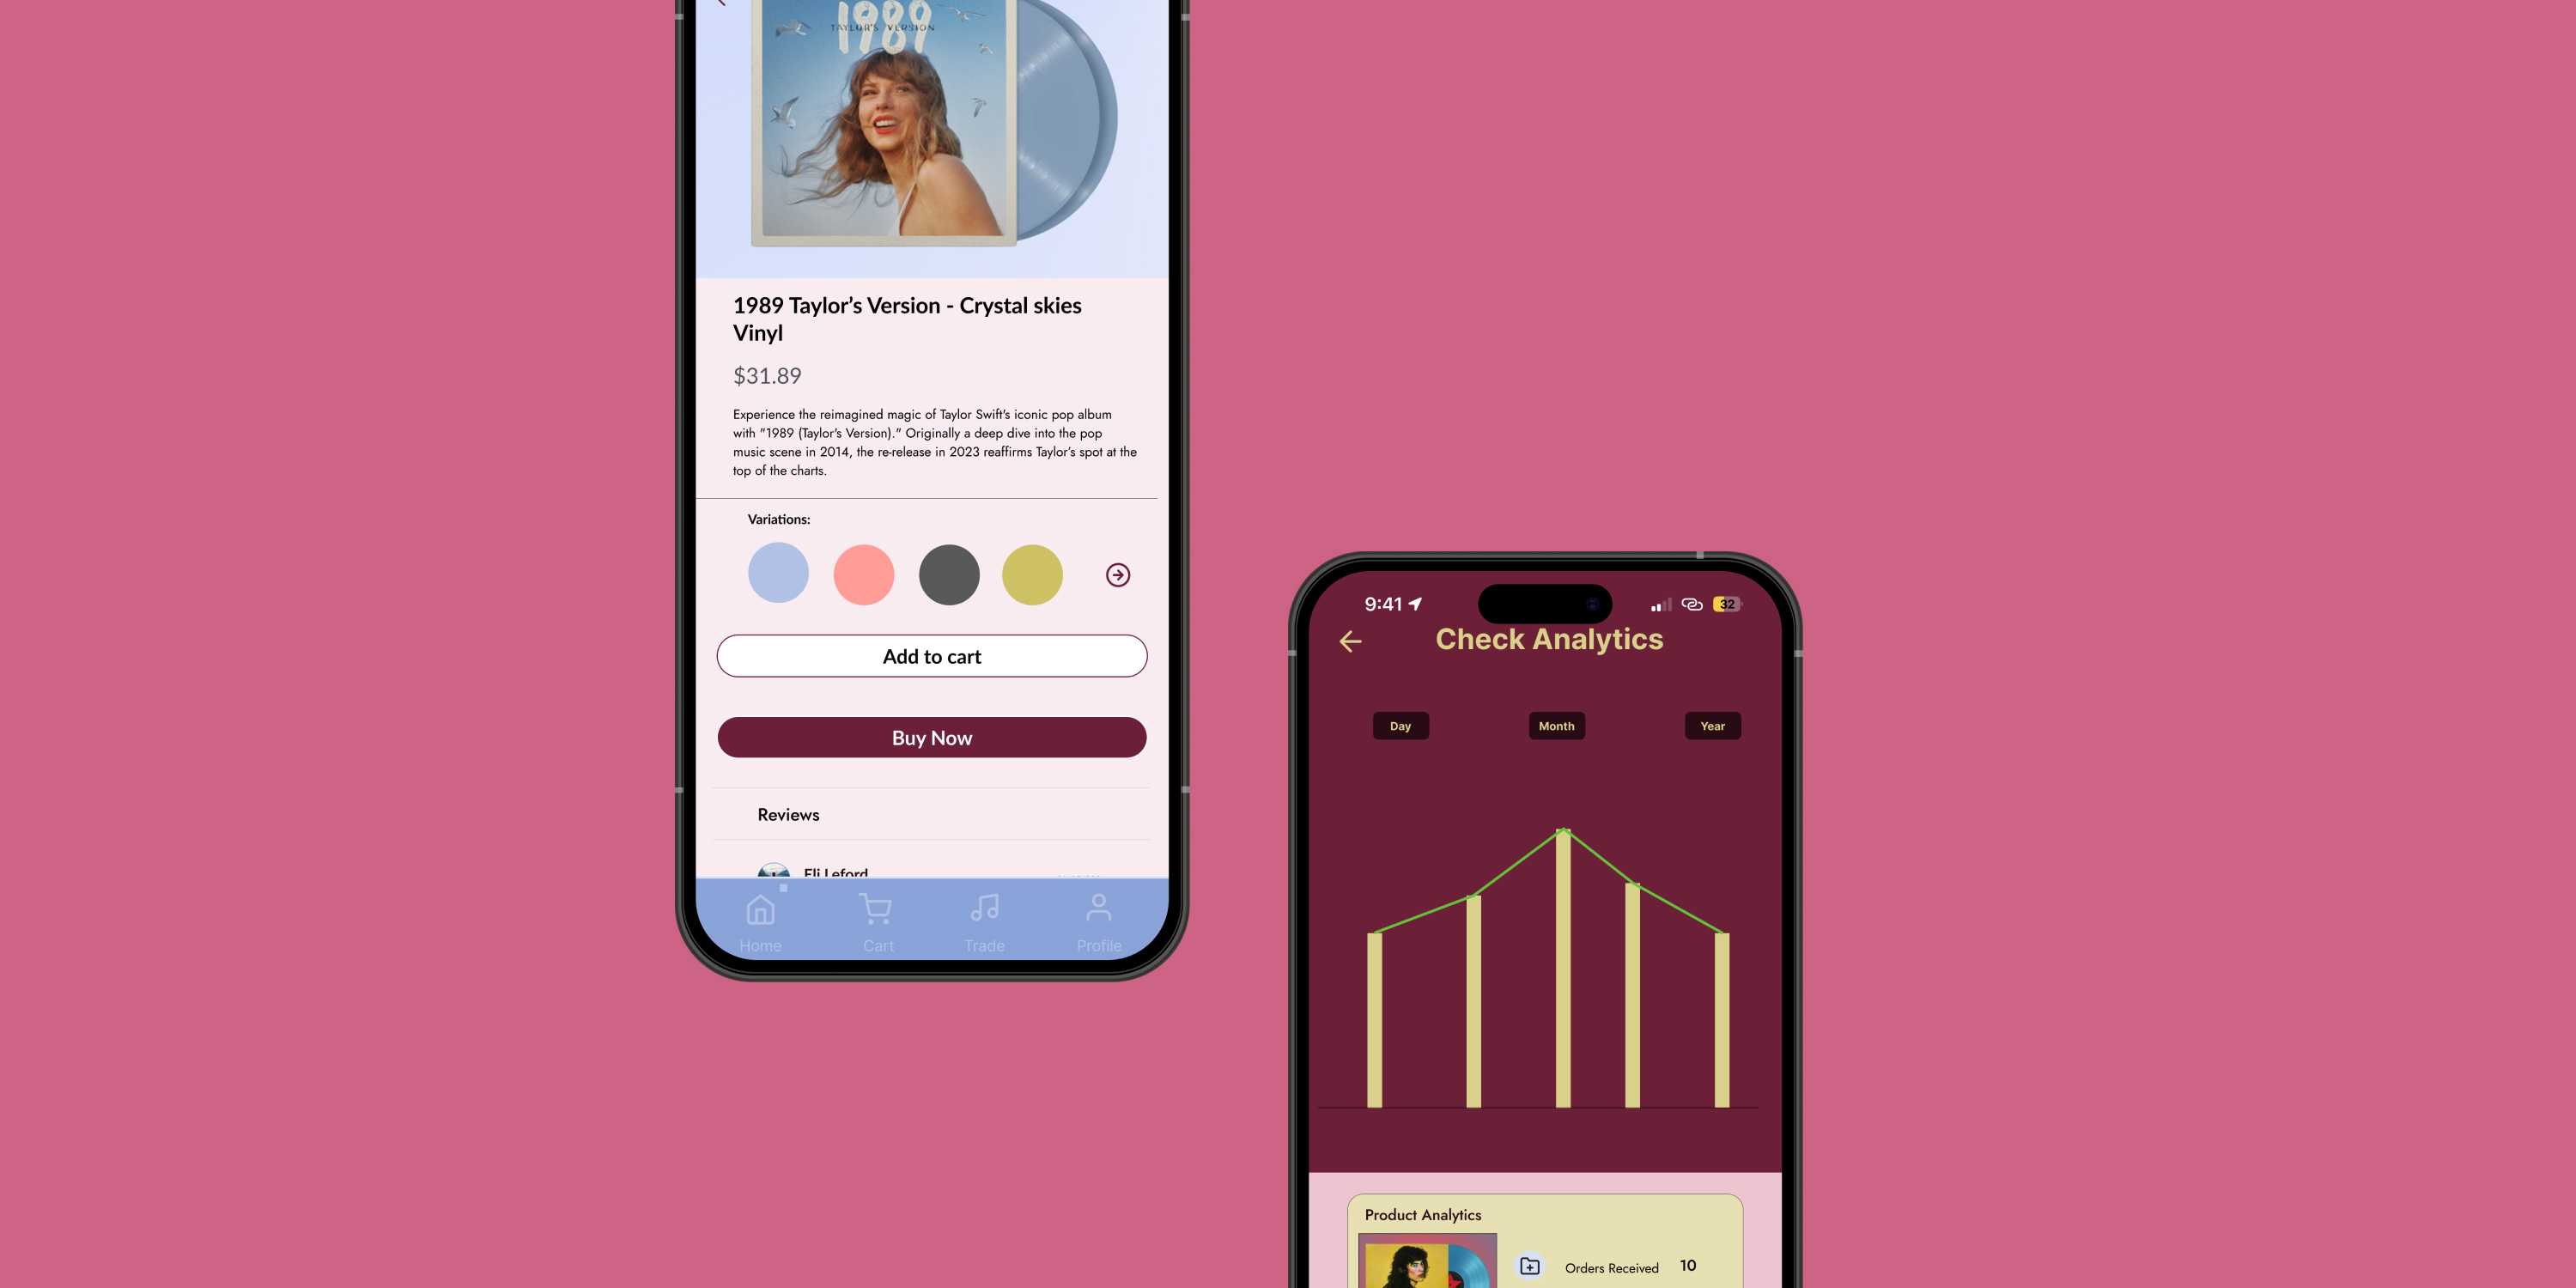 1989
TAYLOR'S VERSION
1989 Taylor’s Version - Crystal skies
Vinyl
$31.89
Experience the reimagined magic of Taylor Swift's iconic pop album
with "1989 (Taylor's Version)." Originally a deep dive into the pop
music scene in 2014, the re-release in 2023 reaffirms Taylor’s spot at the
top of the charts.
Variations:
Add to cart
Buy Now
Reviews
Eli Leford
Home Cart Trade Profile
9:41 32
Check Analytics
Day Month Year
Product Analytics
Orders Received 10